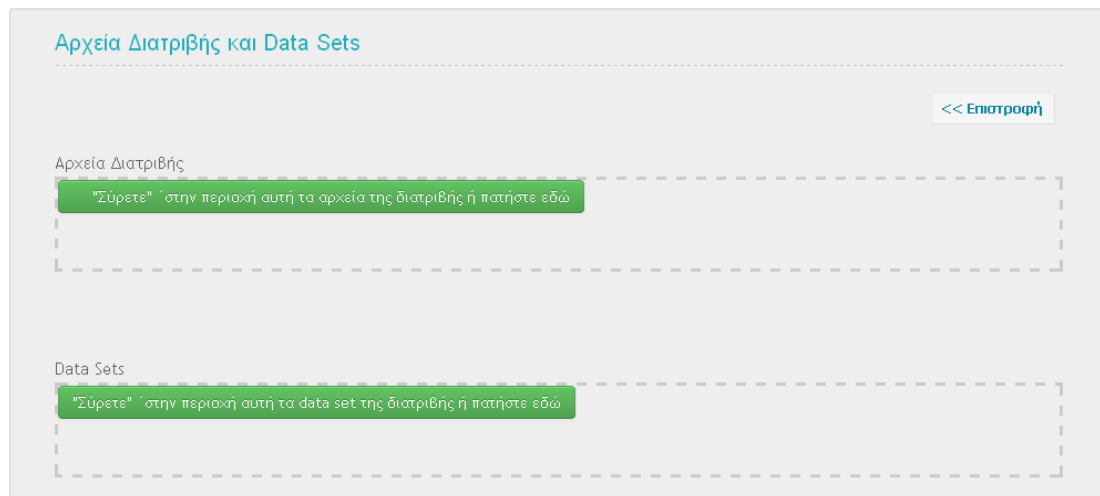 Αρχεία Διατριβής και Data Sets
<< Επιστροφή
Αρχεία Διατριβής
"Σύρετε" ΄στην περιοχή αυτή τα αρχεία της διατριβής ή πατήστε εδώ
Data Sets
"Σύρετε" ΄στην περιοχή αυτή τα data set της διατριβής ή πατήστε εδώ